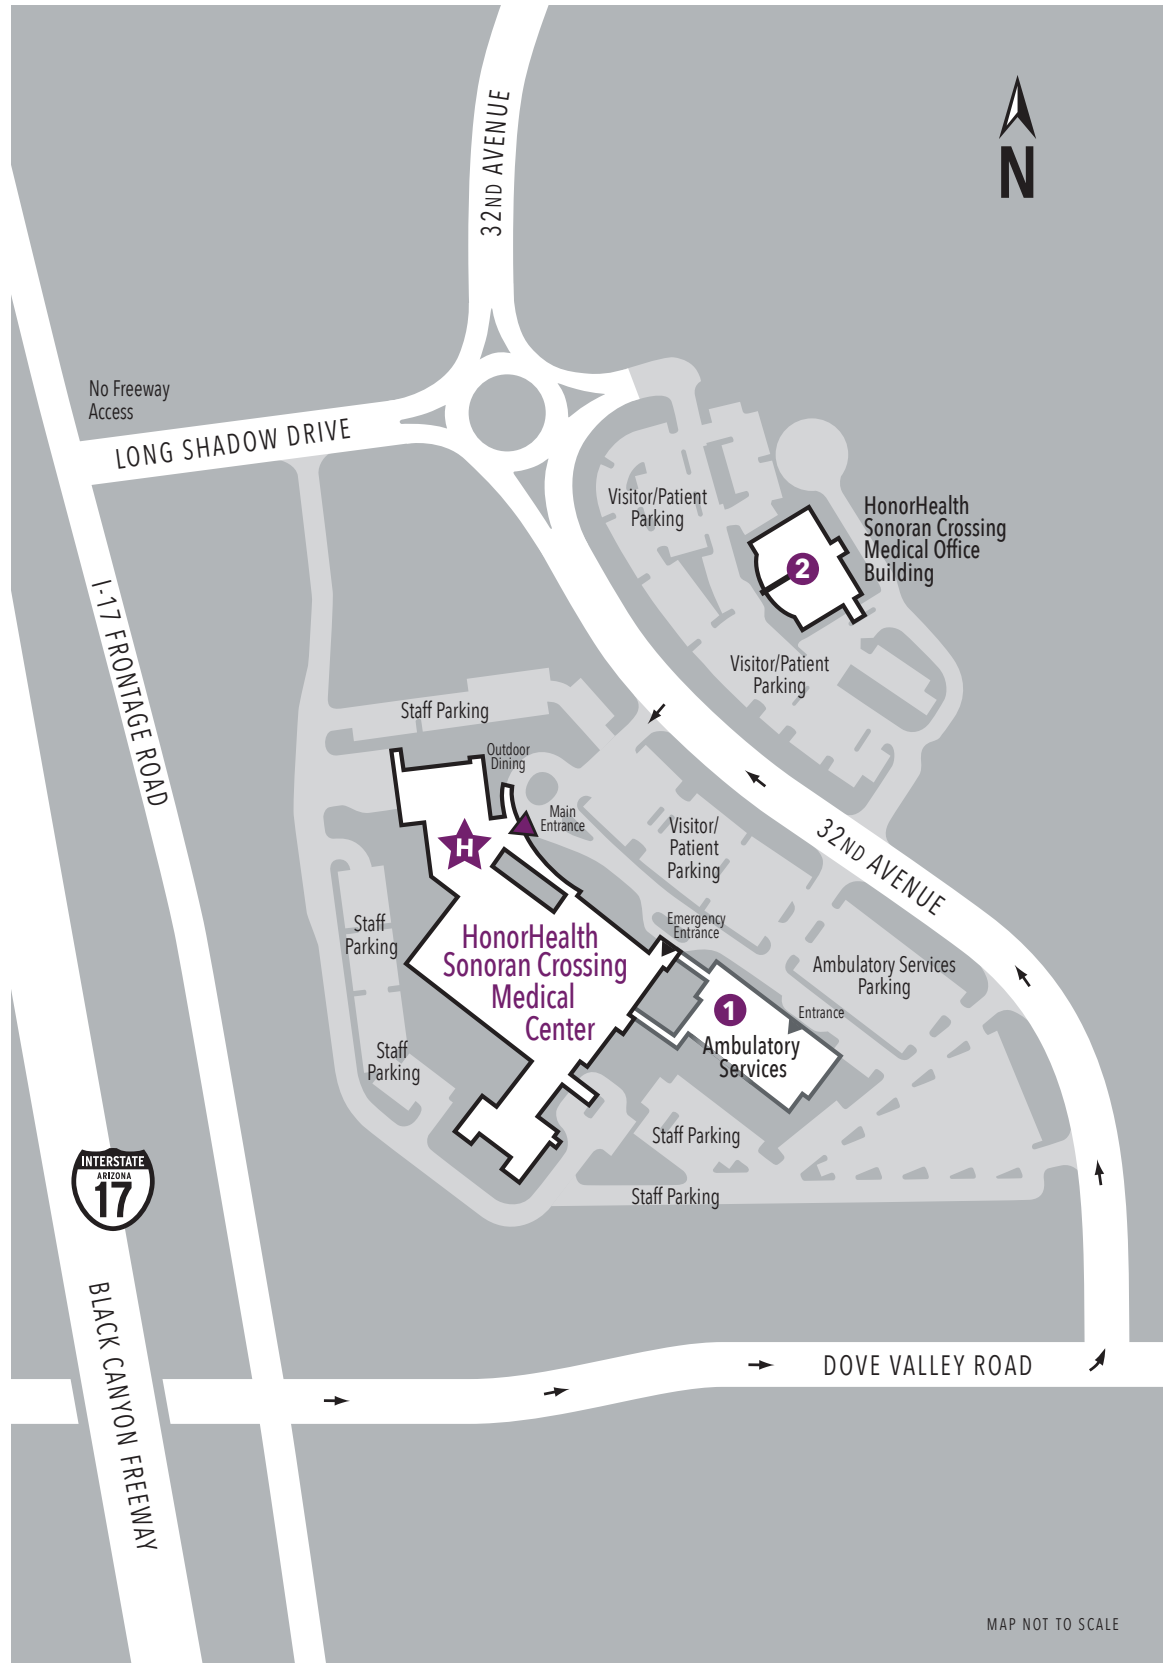 32ND AVENUE
N
No Freeway
Access
LONG SHADOW DRIVE
Visitor/Patient
Parking
HonorHealth
Sonoran Crossing
Medical Office
Building
2
I-17 FRONTAGE ROAD
Visitor/Patient
Parking
Staff Parking
Outdoor
Dining
Main
Entrance
H
Visitor/
Patient
Parking
32ND AVENUE
Staff
Parking
HonorHealth
Sonoran Crossing
Medical
Center
Emergency
Entrance
Ambulatory Services
Parking
1
Entrance
Ambulatory
Services
Staff
Parking
Staff Parking
Staff Parking
INTERSTATE
ARIZONA
17
BLACK CANYON FREEWAY
DOVE VALLEY ROAD
MAP NOT TO SCALE